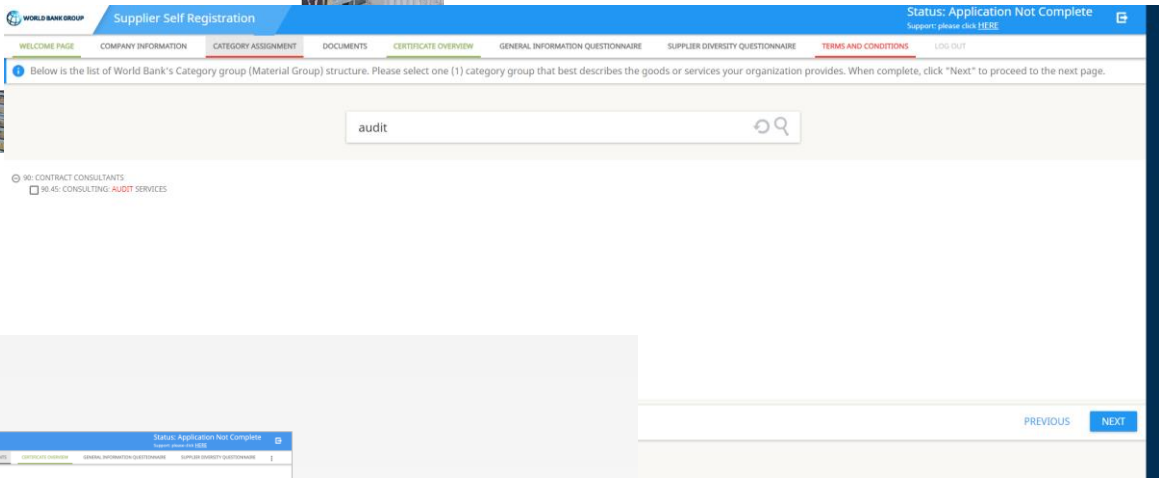 WORLD BANK GROUP
Supplier Self Registration
Status: Application Not Complete
Support: please click HERE
WELCOME PAGE COMPANY INFORMATION CATEGORY ASSIGNMENT DOCUMENTS CERTIFICATE OVERVIEW GENERAL INFORMATION QUESTIONNAIRE SUPPLIER DIVERSITY QUESTIONNAIRE TERMS AND CONDITIONS LOG OUT
Below is the list of World Bank's Category group (Material Group) structure. Please select one (1) category group that best describes the goods or services your organization provides. When complete, click "Next" to proceed to the next page.
audit
90: CONTRACT CONSULTANTS
90.45: CONSULTING: AUDIT SERVICES
PREVIOUS NEXT
Status: Application Not Complete
Support: please click HERE
CERTIFICATE OVERVIEW GENERAL INFORMATION QUESTIONNAIRE SUPPLIER DIVERSITY QUESTIONNAIRE